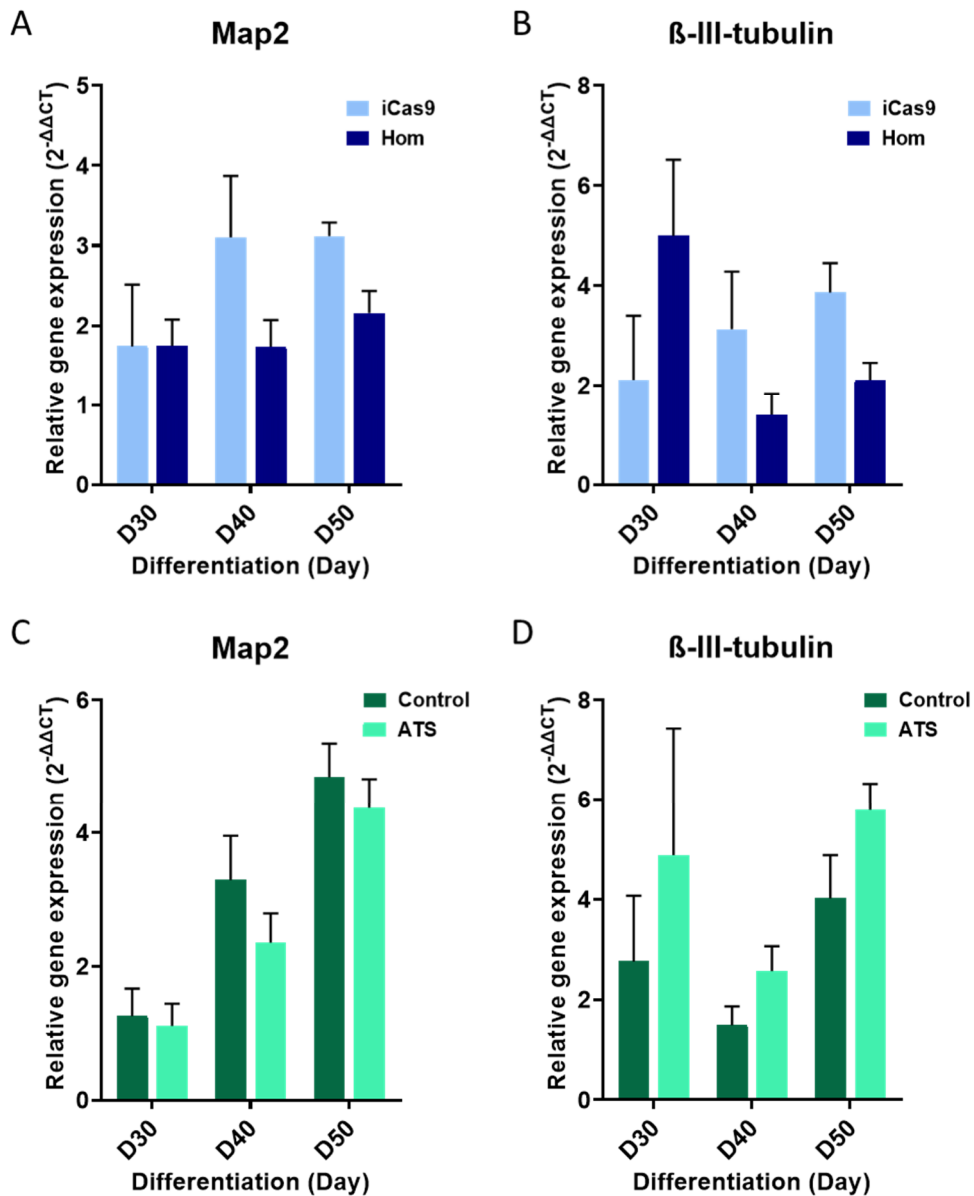 A
Map2
Relative gene expression (2-ΔΔCT)
5
4
3
2
1
0
iCas9
Hom
D30
D40
D50
Differentiation (Day)
B
ß-III-tubulin
Relative gene expression (2-ΔΔCT)
8
6
4
2
0
iCas9
Hom
D30
D40
D50
Differentiation (Day)
C
Map2
Relative gene expression (2-ΔΔCT)
6
4
2
0
Control
ATS
D30
D40
D50
Differentiation (Day)
D
ß-III-tubulin
Relative gene expression (2-ΔΔCT)
8
6
4
2
0
Control
ATS
D30
D40
D50
Differentiation (Day)